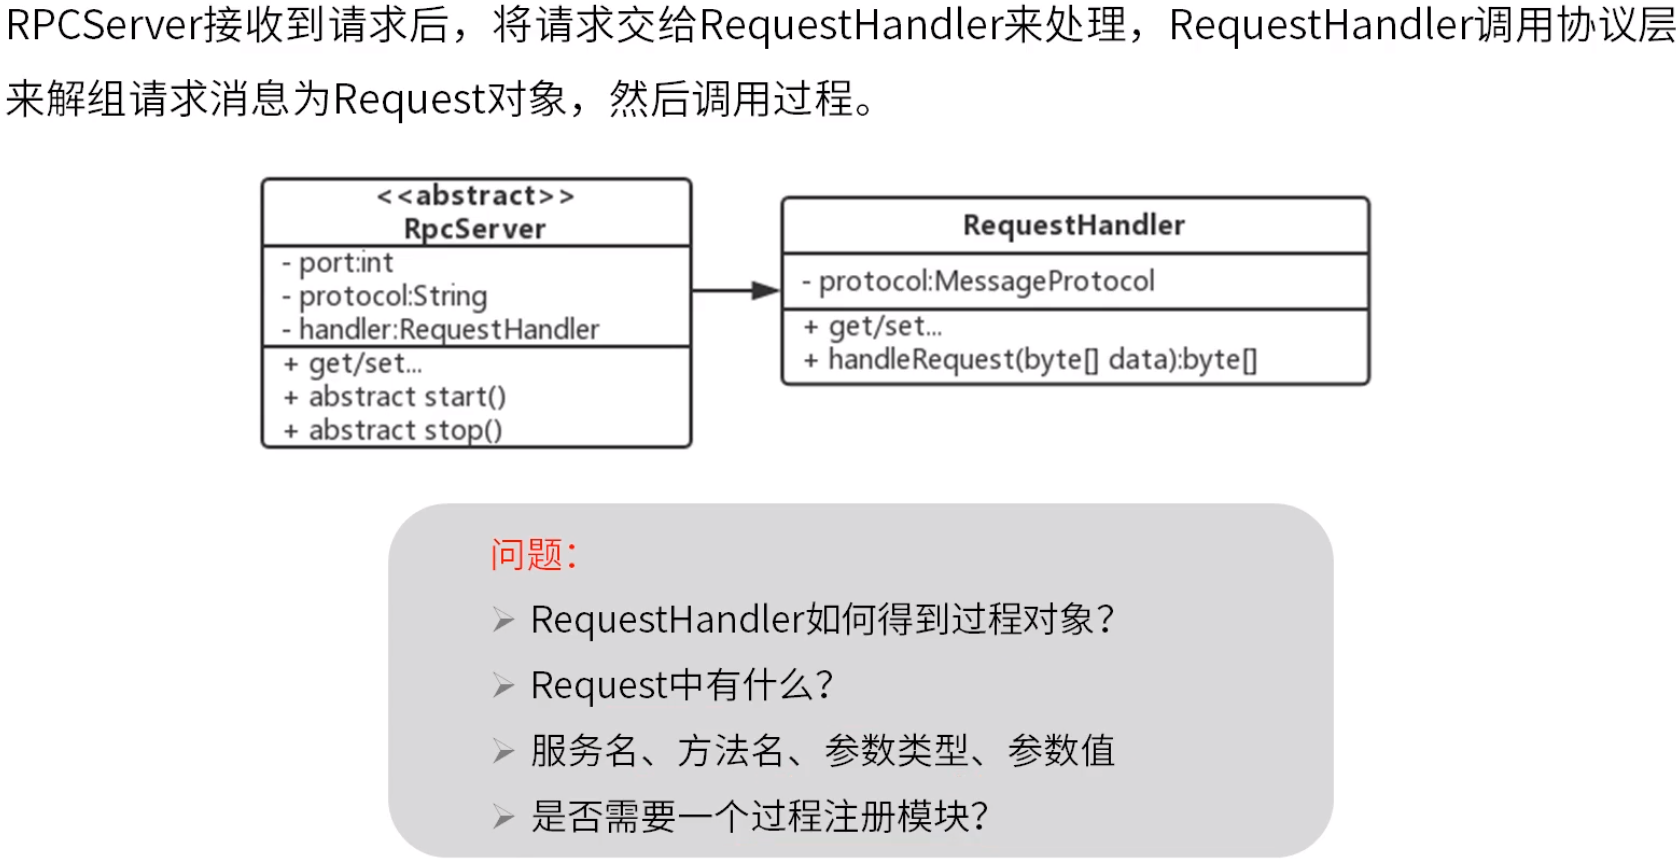 RPCServer接收到请求后，将请求交给RequestHandler来处理，RequestHandler调用协议层
来解组请求消息为Request对象，然后调用过程。
<<abstract>>
RpcServer
- port:int
- protocol:String
- handler:RequestHandler
+ get/set...
+ abstract start()
+ abstract stop()
RequestHandler
- protocol:MessageProtocol
+ get/set...
+ handleRequest(byte[] data):byte[]
问题：
RequestHandler如何得到过程对象？
Request中有什么？
服务名、方法名、参数类型、参数值
是否需要一个过程注册模块？